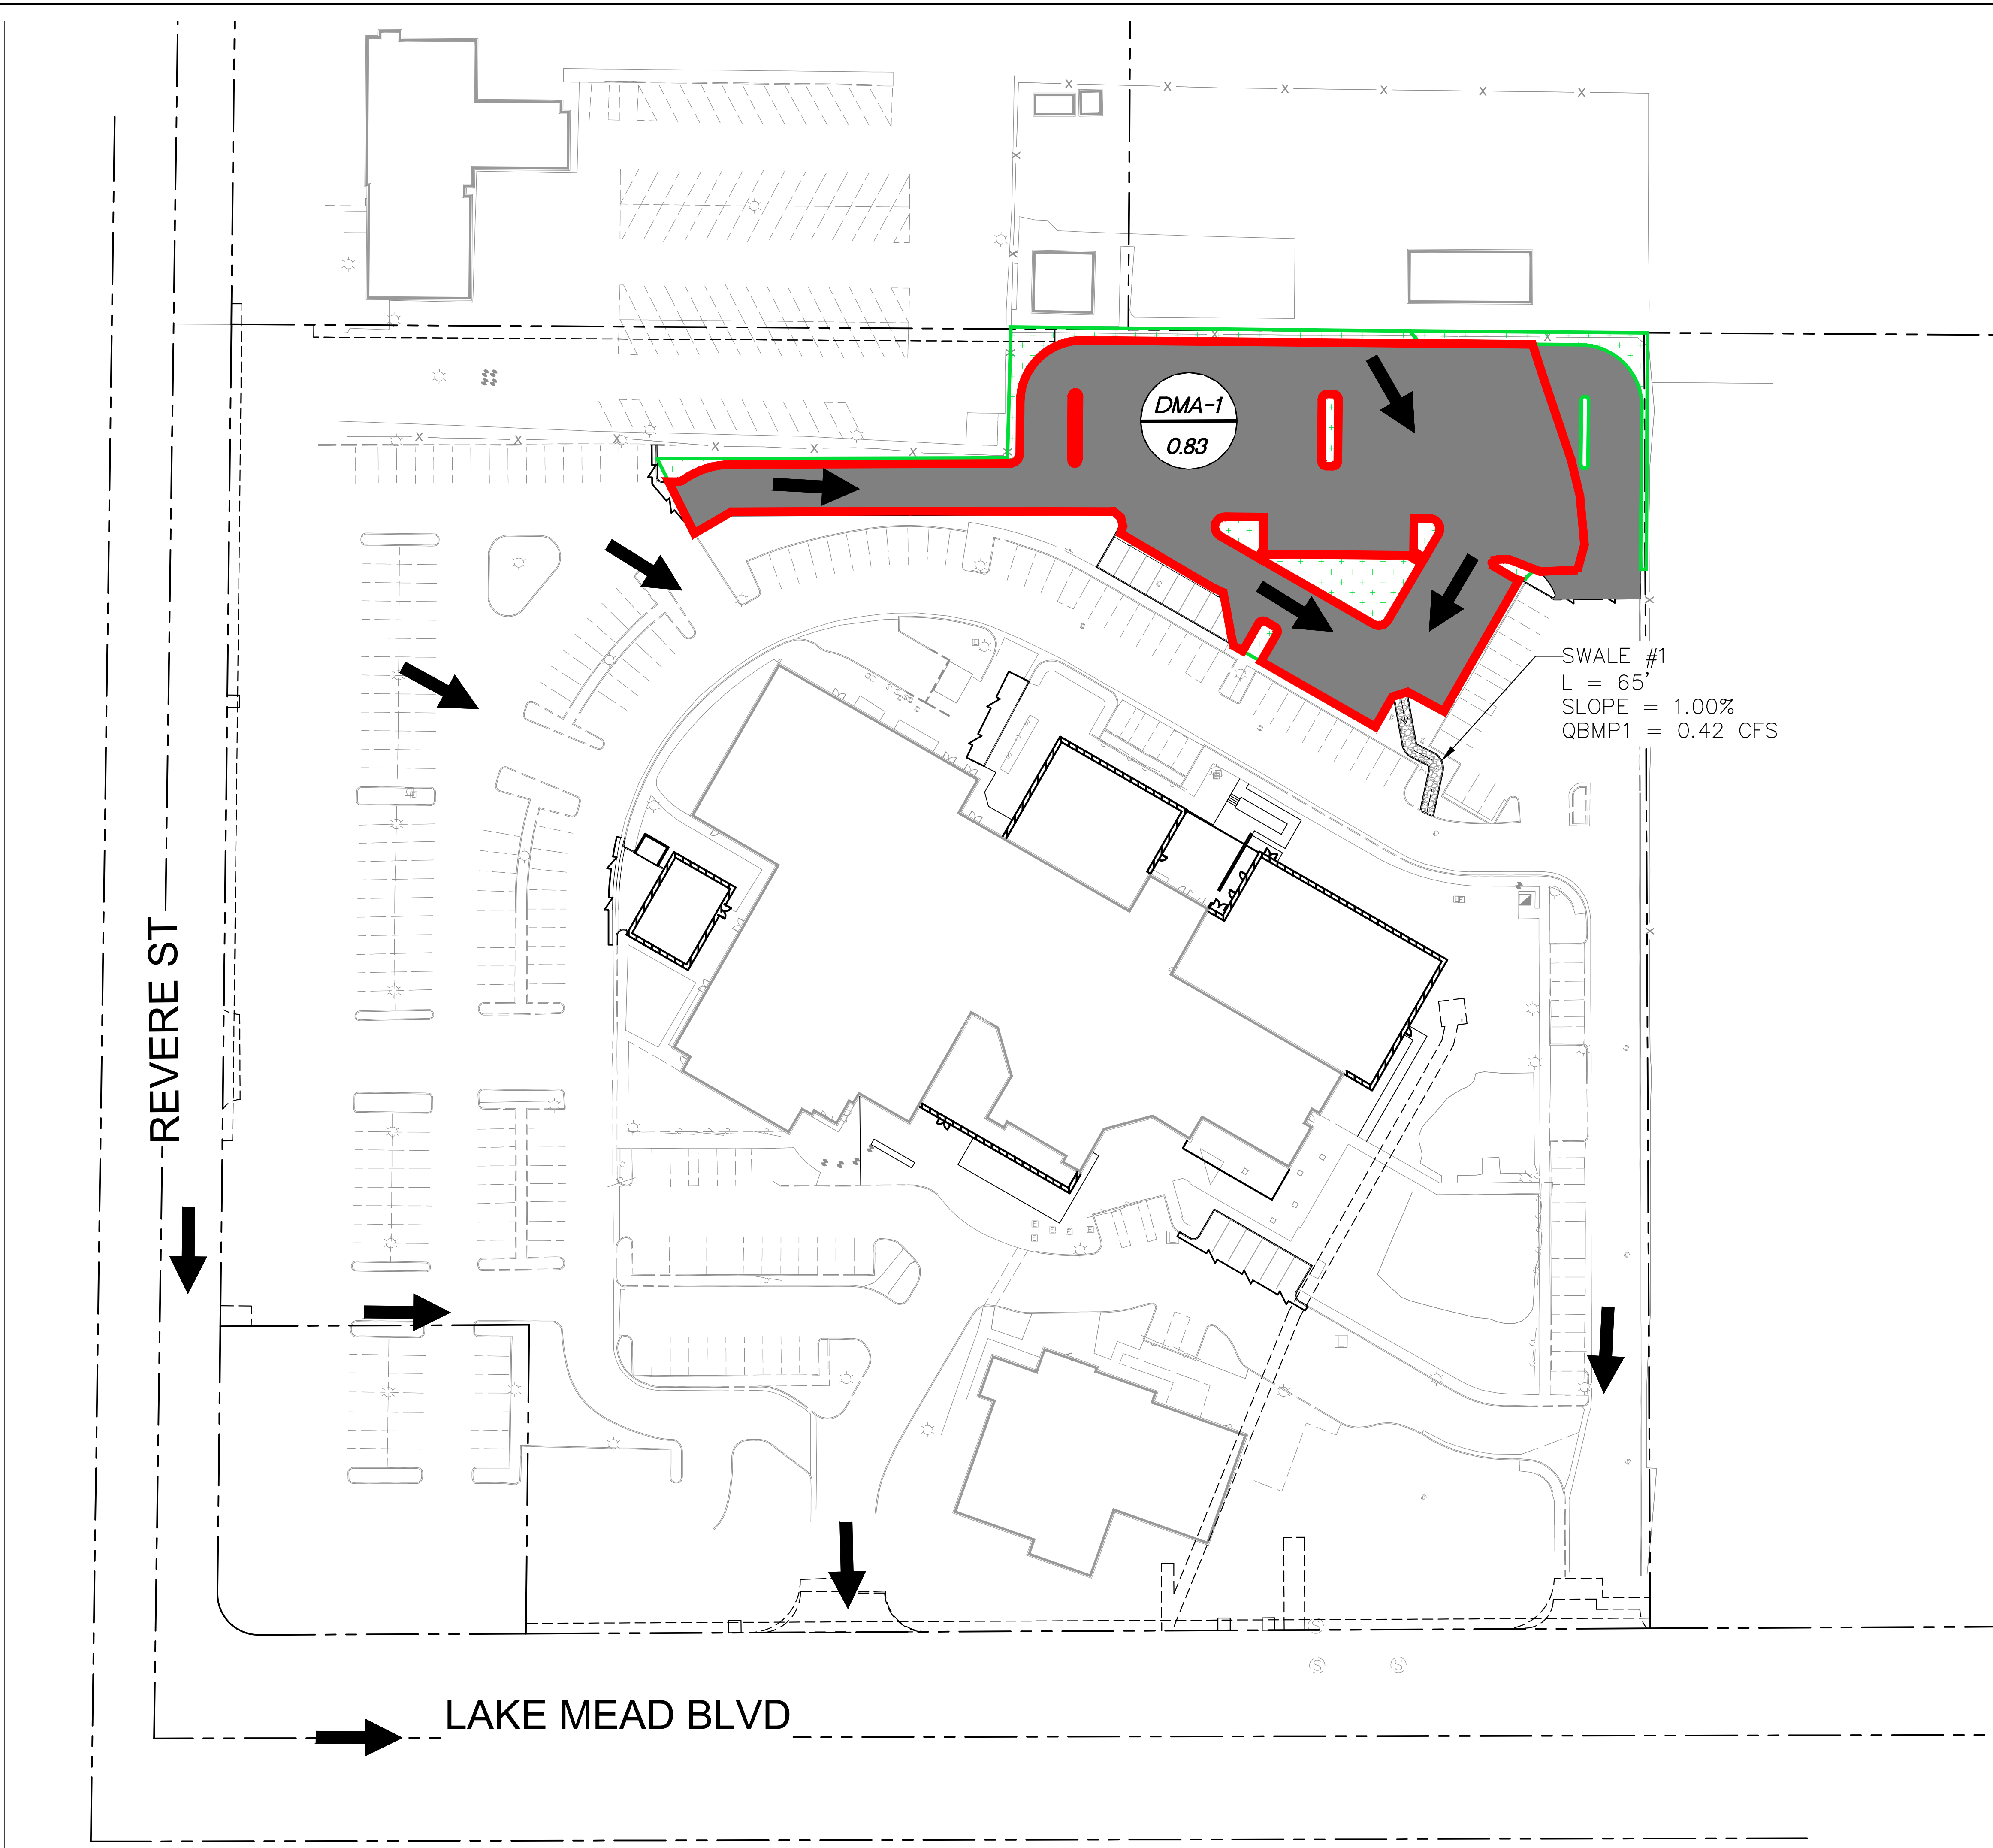 DMA-1
0.83
SWALE #1
L = 65'
SLOPE = 1.00%
QBMP1 = 0.42 CFS
REVERE ST
LAKE MEAD BLVD
S
S
S